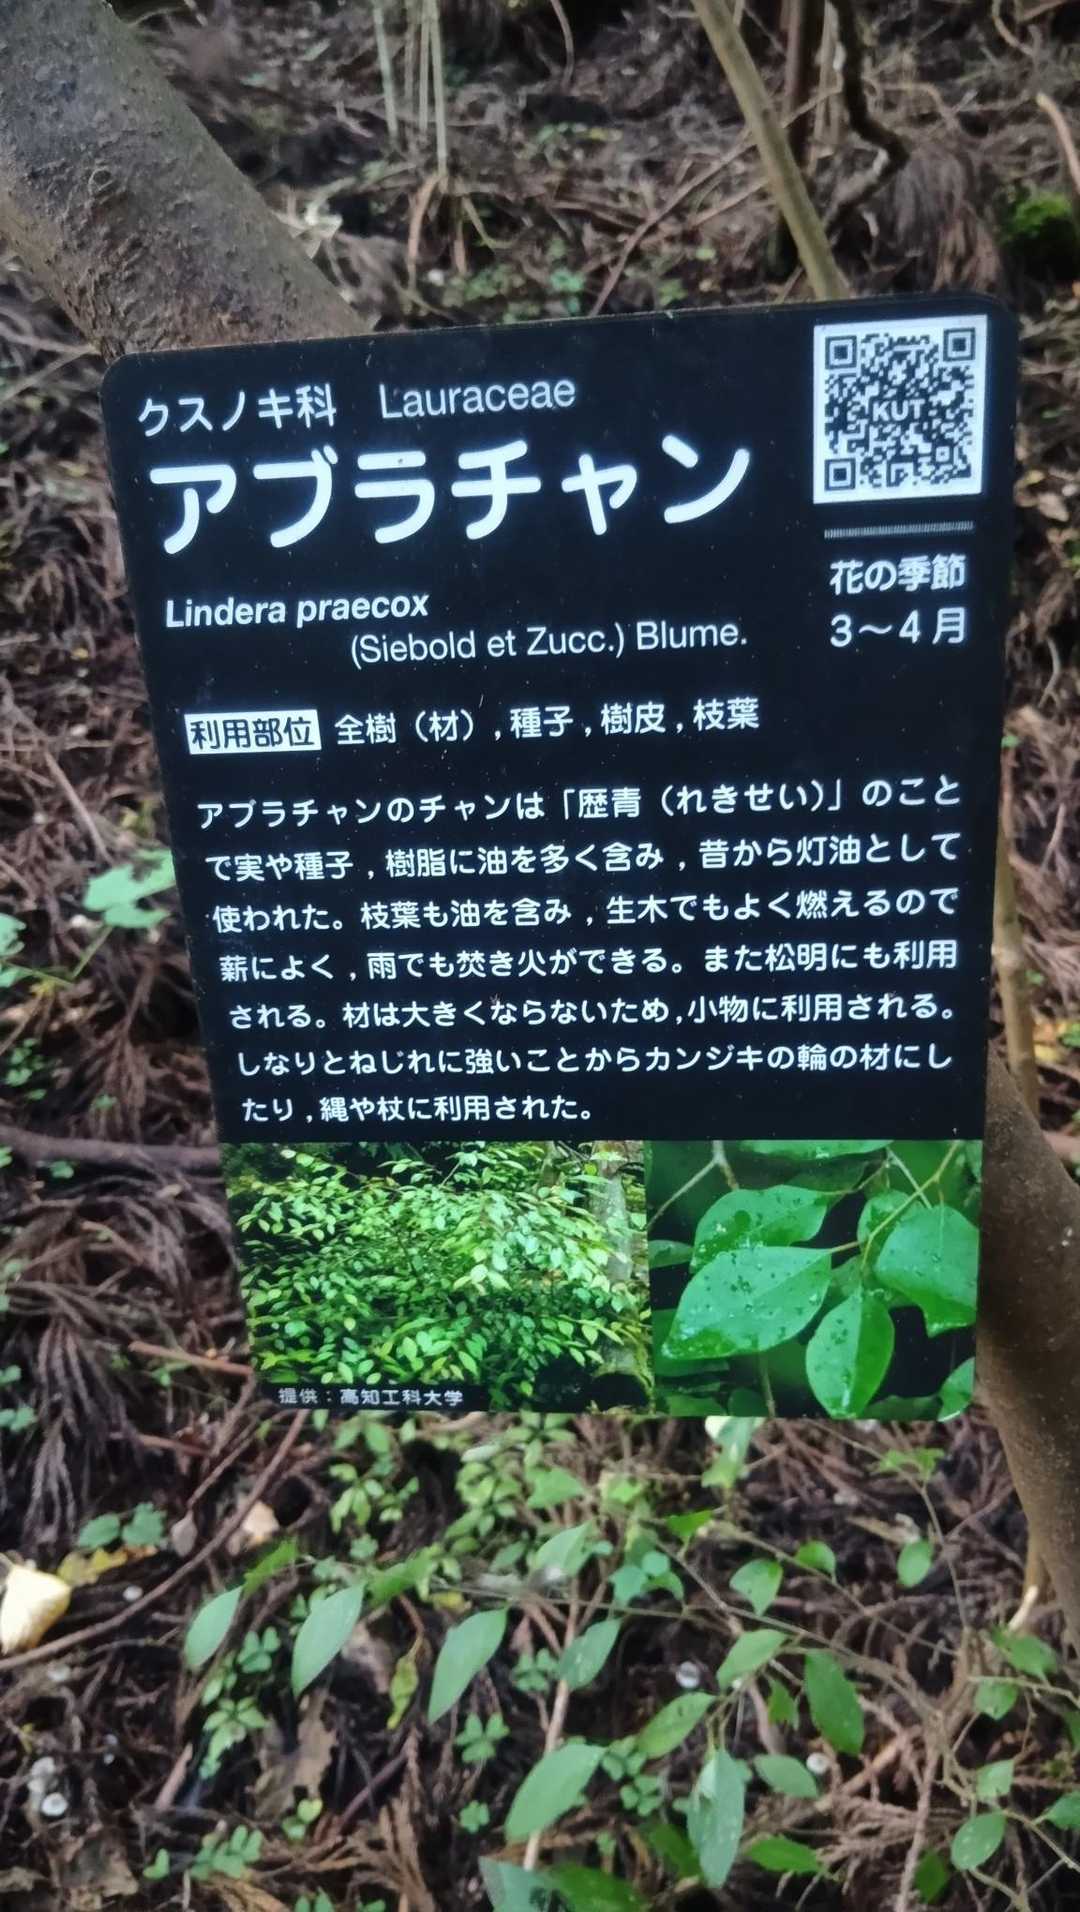 クスノキ科　Lauraceae
アブラチャン
Lindera praecox
(Siebold et Zucc.) Blume.
KUT
花の季節
3～4月
利用部位 全樹（材）,種子,樹皮,枝葉
アブラチャンのチャンは「歴青（れきせい）」のこと
で実や種子,樹脂に油を多く含み,昔から灯油として
使われた。枝葉も油を含み,生木でもよく燃えるので
薪によく,雨でも焚き火ができる。また松明にも利用
される。材は大きくならないため,小物に利用される。
しなりとねじれに強いことからカンジキの輪の材にし
たり,縄や杖に利用された。
提供：高知工科大学